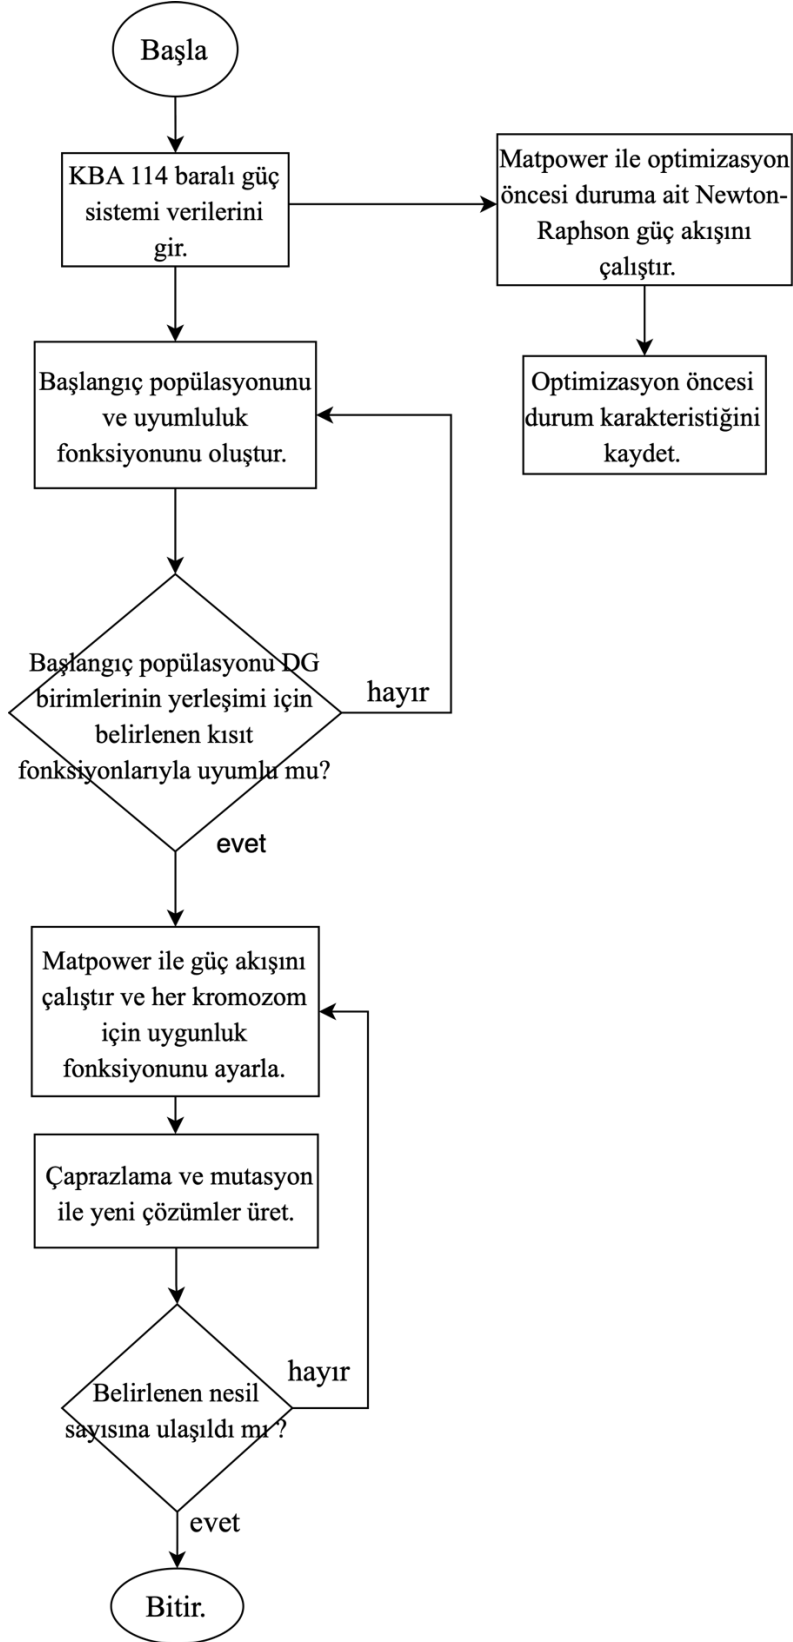 Başla
KBA 114 baralı güç
sistemi verilerini
gir.
Matpower ile optimizasyon
öncesi duruma ait Newton-
Raphson güç akışını
çalıştır.
Optimizasyon öncesi
durum karakteristiğini
kaydet.
Başlangıç popülasyonunu
ve uyumluluk
fonksiyonunu oluştur.
Başlangıç popülasyonu DG
birimlerinin yerleşimi için
belirlenen kısıt
fonksiyonlarıyla uyumlu mu?
hayır
evet
Matpower ile güç akışını
çalıştır ve her kromozom
için uygunluk
fonksiyonunu ayarla.
Çaprazlama ve mutasyon
ile yeni çözümler üret.
Belirlenen nesil
sayısına ulaşıldı mı ?
hayır
evet
Bitir.